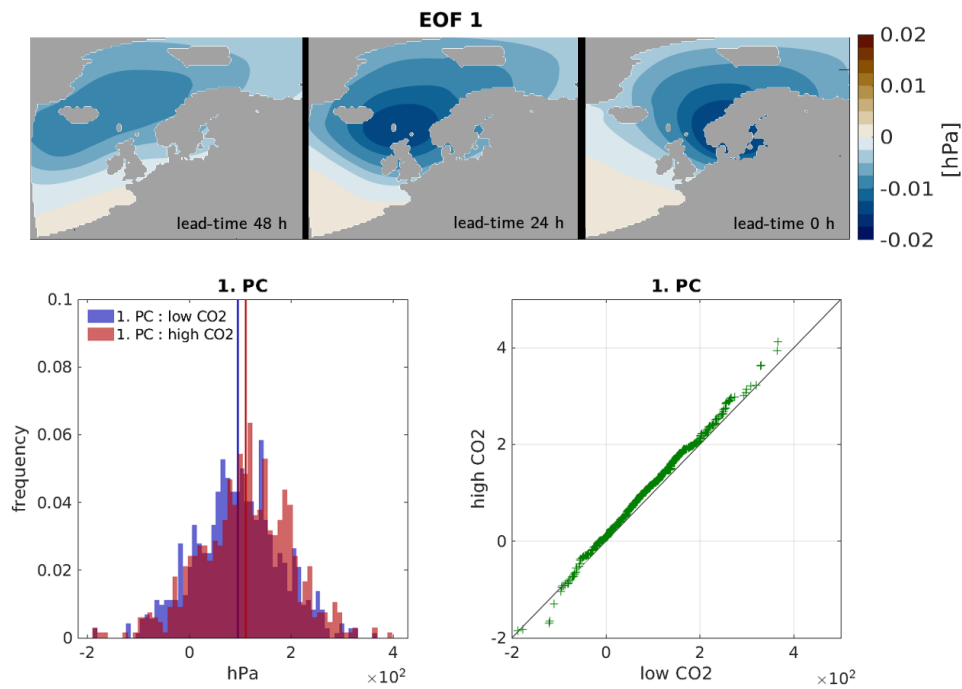 EOF 1
lead-time 48 h
lead-time 24 h
lead-time 0 h
0.02
0.01
0
-0.01
-0.02
[hPa]
1. PC
0.1
0.08
0.06
0.04
0.02
0
frequency
1. PC : low CO2
1. PC : high CO2
-2
0
2
4
hPa
×10²
1. PC
4
2
0
-2
high CO2
-2
0
2
4
low CO2
×10²